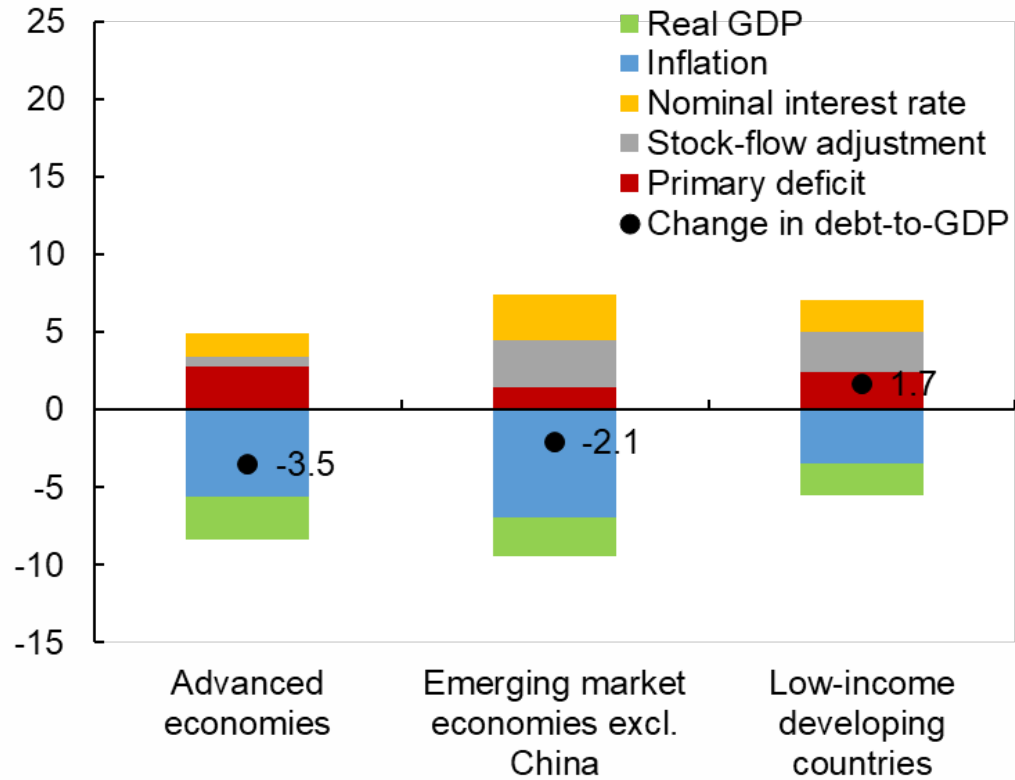 25
20
15
10
5
0
-5
-10
-15
Real GDP
Inflation
Nominal interest rate
Stock-flow adjustment
Primary deficit
Change in debt-to-GDP
-3.5
-2.1
1.7
Advanced
economies
Emerging market
economies excl.
China
Low-income
developing
countries